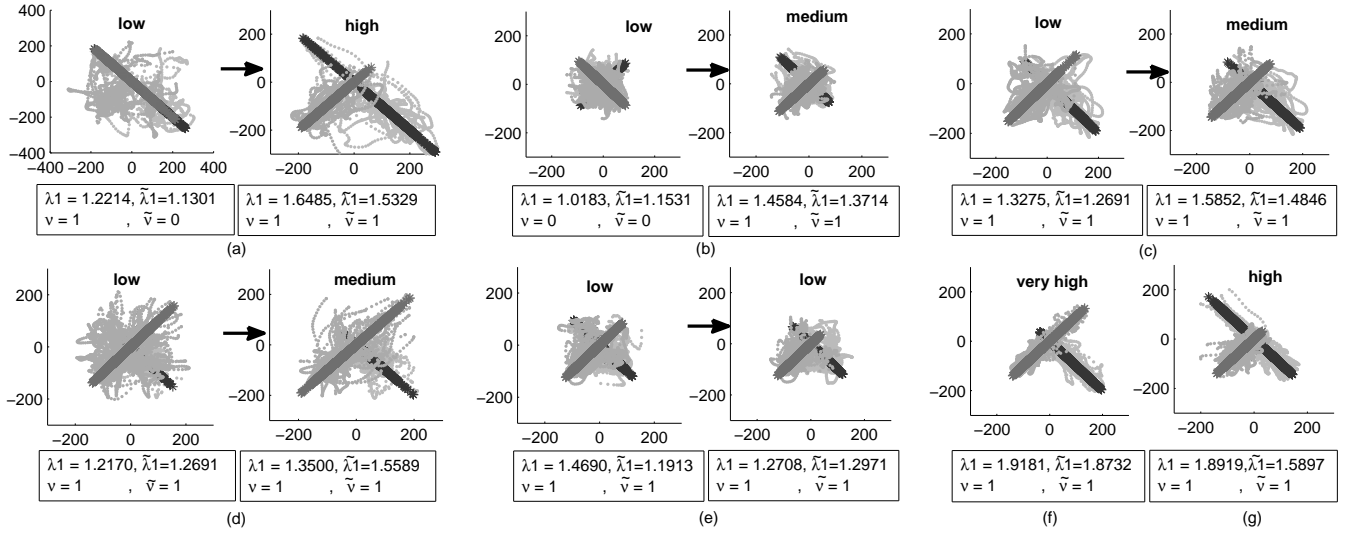 low
400
200
0
−200
−400
−400 −200 0 200 400
high
200
0
−200
−200 0 200
λ1 = 1.2214, λ̃1=1.1301
ν = 1 , ν̃ = 0
λ1 = 1.6485, λ̃1=1.5329
ν = 1 , ν̃ = 1
(a)
low
200
0
−200
−200 0 200
medium
200
0
−200
−200 0 200
λ1 = 1.0183, λ̃1=1.1531
ν = 0 , ν̃ = 0
λ1 = 1.4584, λ̃1=1.3714
ν = 1 , ν̃ =1
(b)
low
200
0
−200
−200 0 200
medium
200
0
−200
−200 0 200
λ1 = 1.3275, λ̃1=1.2691
ν = 1 , ν̃ = 1
λ1 = 1.5852, λ̃1=1.4846
ν = 1 , ν̃ = 1
(c)
low
200
0
−200
−200 0 200
medium
200
0
−200
−200 0 200
λ1 = 1.2170, λ̃1=1.2691
ν = 1 , ν̃ = 1
λ1 = 1.3500, λ̃1=1.5589
ν = 1 , ν̃ = 1
(d)
low
200
0
−200
−200 0 200
low
200
0
−200
−200 0 200
λ1 = 1.4690, λ̃1=1.1913
ν = 1 , ν̃ = 1
λ1 = 1.2708, λ̃1=1.2971
ν = 1 , ν̃ = 1
(e)
very high
200
0
−200
−200 0 200
λ1 = 1.9181, λ̃1=1.8732
ν = 1 , ν̃ = 1
(f)
high
200
0
−200
−200 0 200
λ1 = 1.8919,λ̃1=1.5897
ν = 1 , ν̃ = 1
(g)